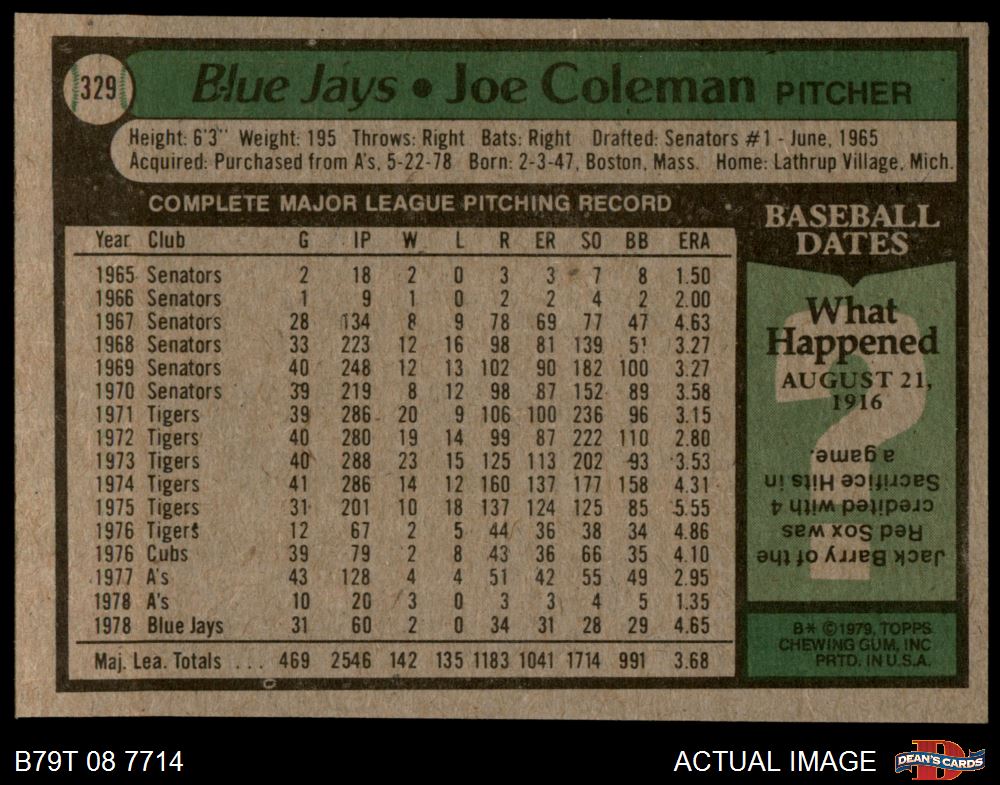 329
Blue Jays • Joe Coleman PITCHER
Height: 6'3" Weight: 195 Throws: Right Bats: Right Drafted: Senators #1 - June, 1965
Acquired: Purchased from A's, 5-22-78 Born: 2-3-47, Boston, Mass. Home: Lathrup Village, Mich.
COMPLETE MAJOR LEAGUE PITCHING RECORD
Year Club G IP W L R ER SO BB ERA
1965 Senators 2 18 2 0 3 3 7 8 1.50
1966 Senators 1 9 1 0 2 2 4 2 2.00
1967 Senators 28 134 8 9 78 69 77 47 4.63
1968 Senators 33 223 12 16 98 81 139 51 3.27
1969 Senators 40 248 12 13 102 90 182 100 3.27
1970 Senators 39 219 8 12 98 87 152 89 3.58
1971 Tigers 39 286 20 9 106 100 236 96 3.15
1972 Tigers 40 280 19 14 99 87 222 110 2.80
1973 Tigers 40 288 23 15 125 113 202 93 3.53
1974 Tigers 41 286 14 12 160 137 177 158 4.31
1975 Tigers 31 201 10 18 137 124 125 85 5.55
1976 Tigers 12 67 2 5 44 36 38 34 4.86
1976 Cubs 39 79 2 8 43 36 66 35 4.10
1977 A's 43 128 4 4 51 42 55 49 2.95
1978 A's 10 20 3 0 3 3 4 5 1.35
1978 Blue Jays 31 60 2 0 34 31 28 29 4.65
Maj. Lea. Totals ... 469 2546 142 135 1183 1041 1714 991 3.68
BASEBALL
DATES
What
Happened
AUGUST 21,
1916
Jack Barry of the
Red Sox was
credited with 4
Sacrifice Hits in
a game.
B* ©1979, TOPPS
CHEWING GUM, INC
PRTD. IN U.S.A.
B79T 08 7714
ACTUAL IMAGE
D
DEAN'S CARDS